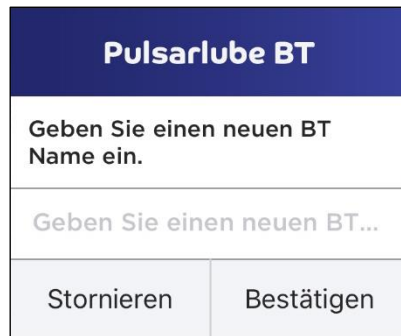 Pulsarlube BT
Geben Sie einen neuen BT
Name ein.
Geben Sie einen neuen BT...
Stornieren
Bestätigen